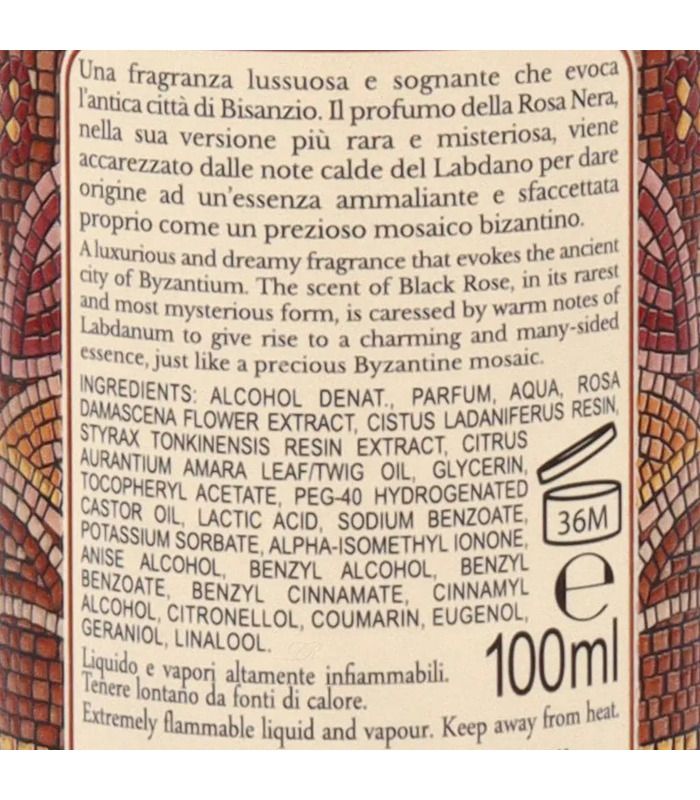 Una fragranza lussuosa e sognante che evoca
l'antica città di Bisanzio. Il profumo della Rosa Nera,
nella sua versione più rara e misteriosa, viene
accarezzato dalle note calde del Labdano per dare
origine ad un'essenza ammaliante e sfaccettata
proprio come un prezioso mosaico bizantino.
A luxurious and dreamy fragrance that evokes the ancient
city of Byzantium. The scent of Black Rose, in its rarest
and most mysterious form, is caressed by warm notes of
Labdanum to give rise to a charming and many-sided
essence, just like a precious Byzantine mosaic.
INGREDIENTS: ALCOHOL DENAT., PARFUM, AQUA, ROSA
DAMASCENA FLOWER EXTRACT, CISTUS LADANIFERUS RESIN,
STYRAX TONKINENSIS RESIN EXTRACT, CITRUS
AURANTIUM AMARA LEAF/TWIG OIL, GLYCERIN,
TOCOPHERYL ACETATE, PEG-40 HYDROGENATED
CASTOR OIL, LACTIC ACID, SODIUM BENZOATE,
POTASSIUM SORBATE, ALPHA-ISOMETHYL IONONE,
ANISE ALCOHOL, BENZYL ALCOHOL, BENZYL
BENZOATE, BENZYL CINNAMATE, CINNAMYL
ALCOHOL, CITRONELLOL, COUMARIN, EUGENOL,
GERANIOL, LINALOOL.
36M
e
100ml
Liquido e vapori altamente infiammabili.
Tenere lontano da fonti di calore.
Extremely flammable liquid and vapour. Keep away from heat.